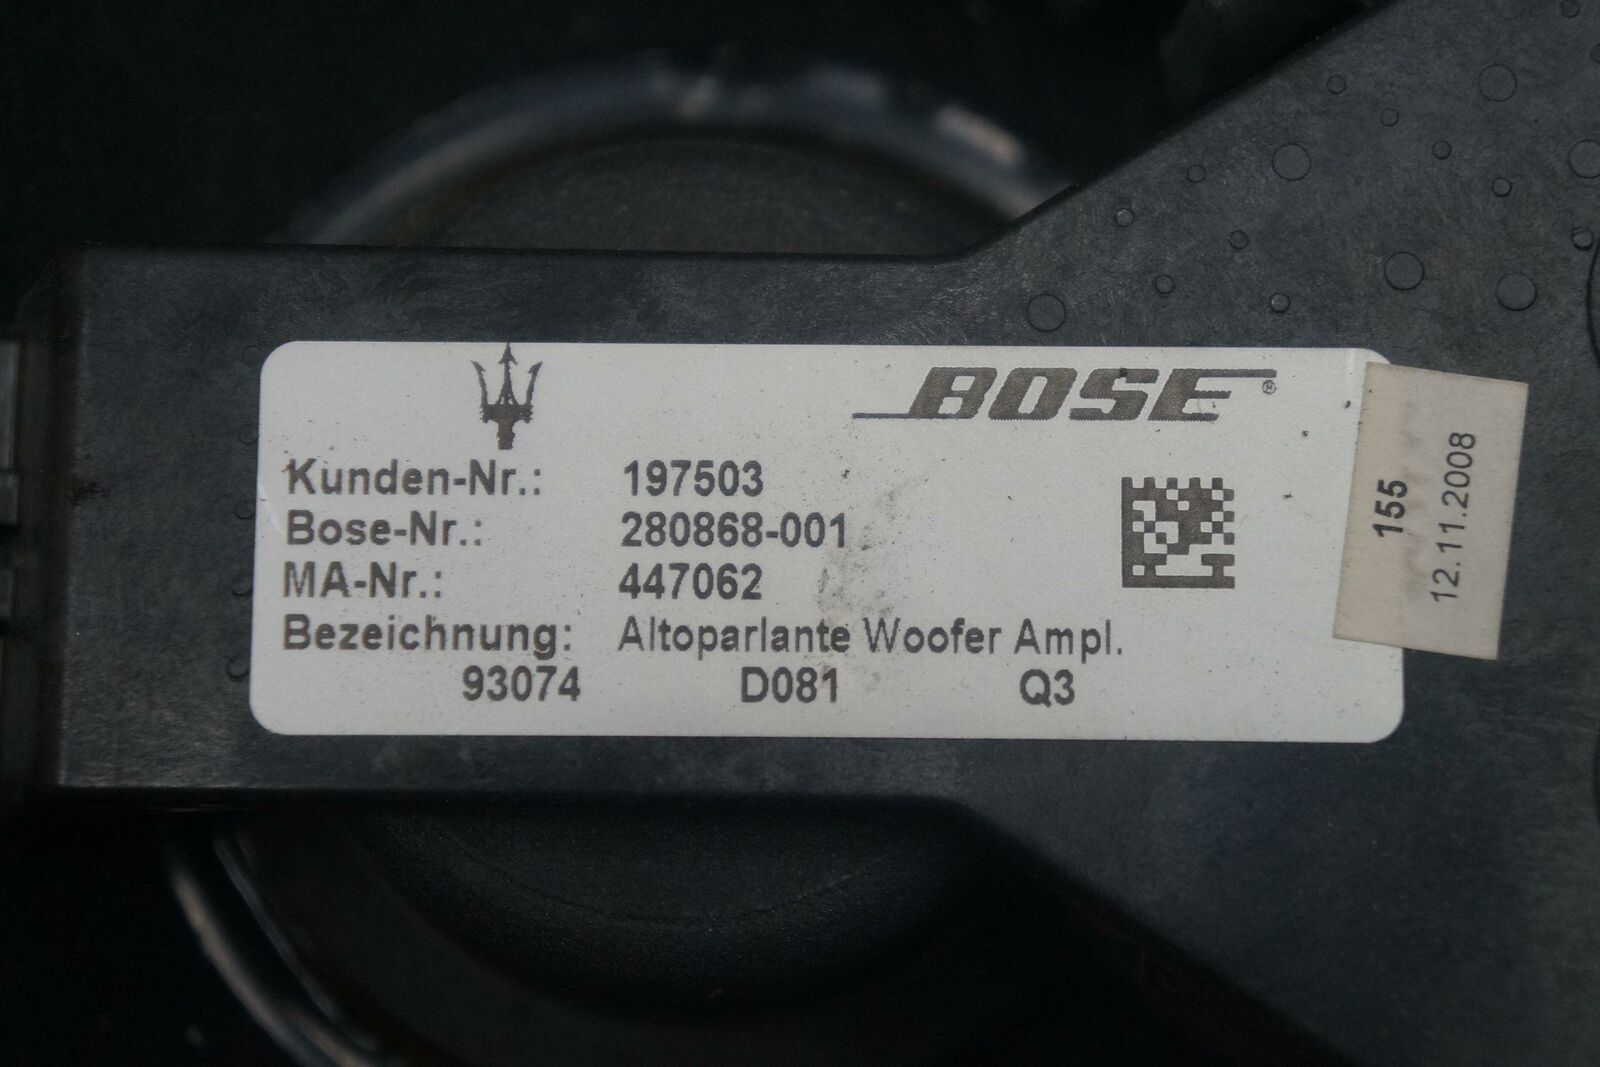 BOSE®
Kunden-Nr.: 197503
Bose-Nr.: 280868-001
MA-Nr.: 447062
Bezeichnung: Altoparlante Woofer Ampl.
93074 D081 Q3
155
12.11.2008